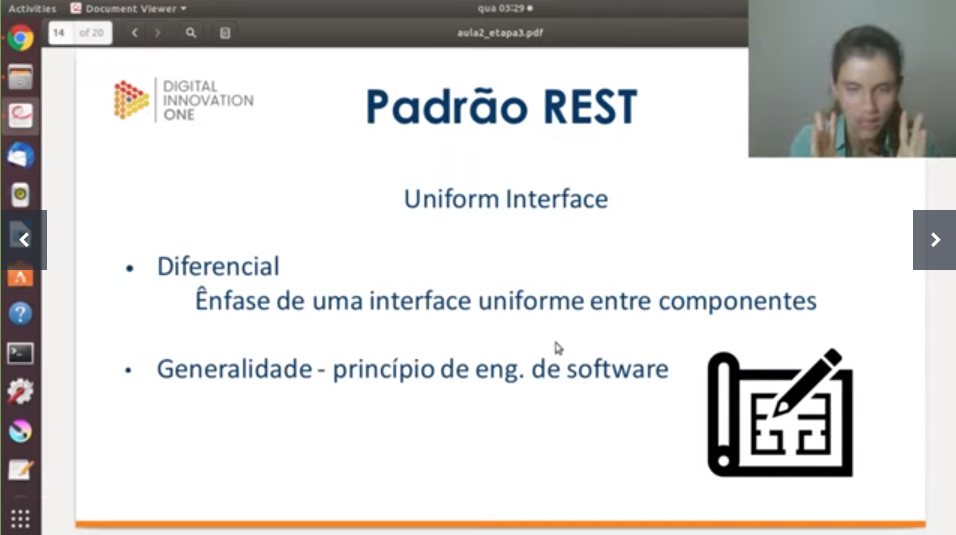 Activities Document Viewer qua 03:29
14 of 20 aula2_etapa3.pdf
DIGITAL
INNOVATION
ONE
Padrão REST
Uniform Interface
• Diferencial
Ênfase de uma interface uniforme entre componentes
• Generalidade - princípio de eng. de software